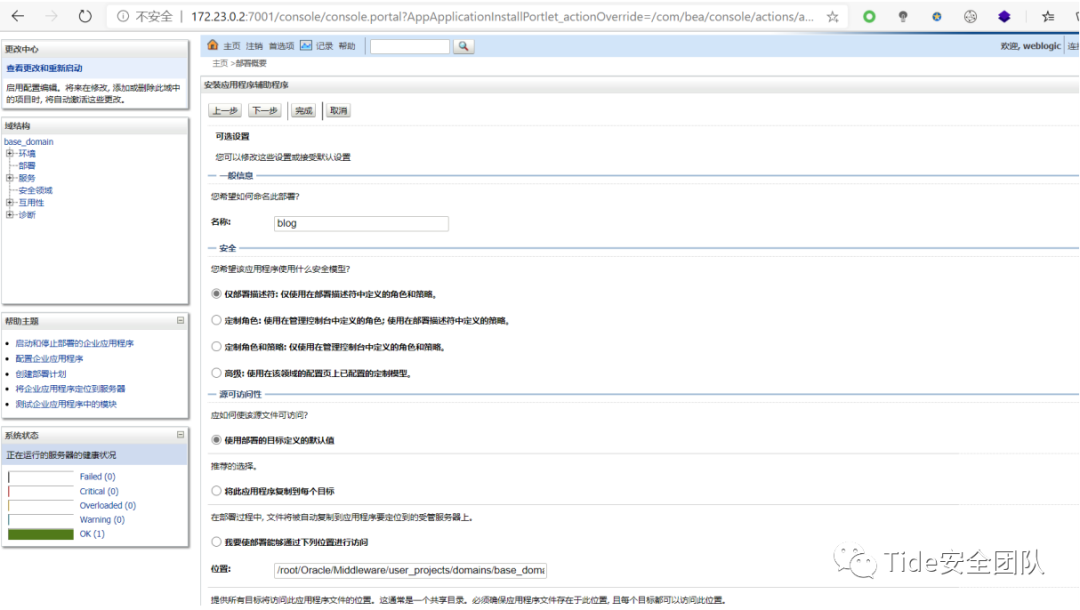 不安全 | 172.23.0.2:7001/console/console.portal?AppApplicationInstallPortlet_actionOverride=/com/bea/console/actions/a...
更改中心
查看更改和重新启动
启用配置编辑。将来在修改, 添加或删除此域中
的项目时, 将自动激活这些更改。
域结构
base_domain
环境
部署
服务
安全领域
互用性
诊断
帮助主题
启动和停止部署的企业应用程序
配置企业应用程序
创建部署计划
将企业应用程序定位到服务器
测试企业应用程序中的模块
系统状态
正在运行的服务器的健康状况
Failed (0)
Critical (0)
Overloaded (0)
Warning (0)
OK (1)
主页 注销 首选项 记录 帮助
欢迎, weblogic
主页 >部署概要
安装应用程序辅助程序
上一步 下一步 完成 取消
可选设置
您可以修改这些设置或接受默认设置
一般信息
您希望如何命名此部署?
名称: blog
安全
您希望该应用程序使用什么安全模型?
仅部署描述符: 仅使用在部署描述符中定义的角色和策略。
定制角色: 使用在管理控制台中定义的角色; 使用在部署描述符中定义的策略。
定制角色和策略: 仅使用在管理控制台中定义的角色和策略。
高级: 使用在该领域的配置页上已配置的定制模型。
源可访问性
应如何使该源文件可访问?
使用部署的目标定义的默认值
推荐的选择。
将此应用程序复制到每个目标
在部署过程中, 文件将被自动复制到应用程序要定位到的受管服务器上。
我要使部署能够通过下列位置进行访问
位置: /root/Oracle/Middleware/user_projects/domains/base_doma
提供所有目标将访问此应用程序文件的位置。这通常是一个共享目录。必须确保应用程序文件存在于此位置, 且每个目标都可以访问此位置。
Tide安全团队